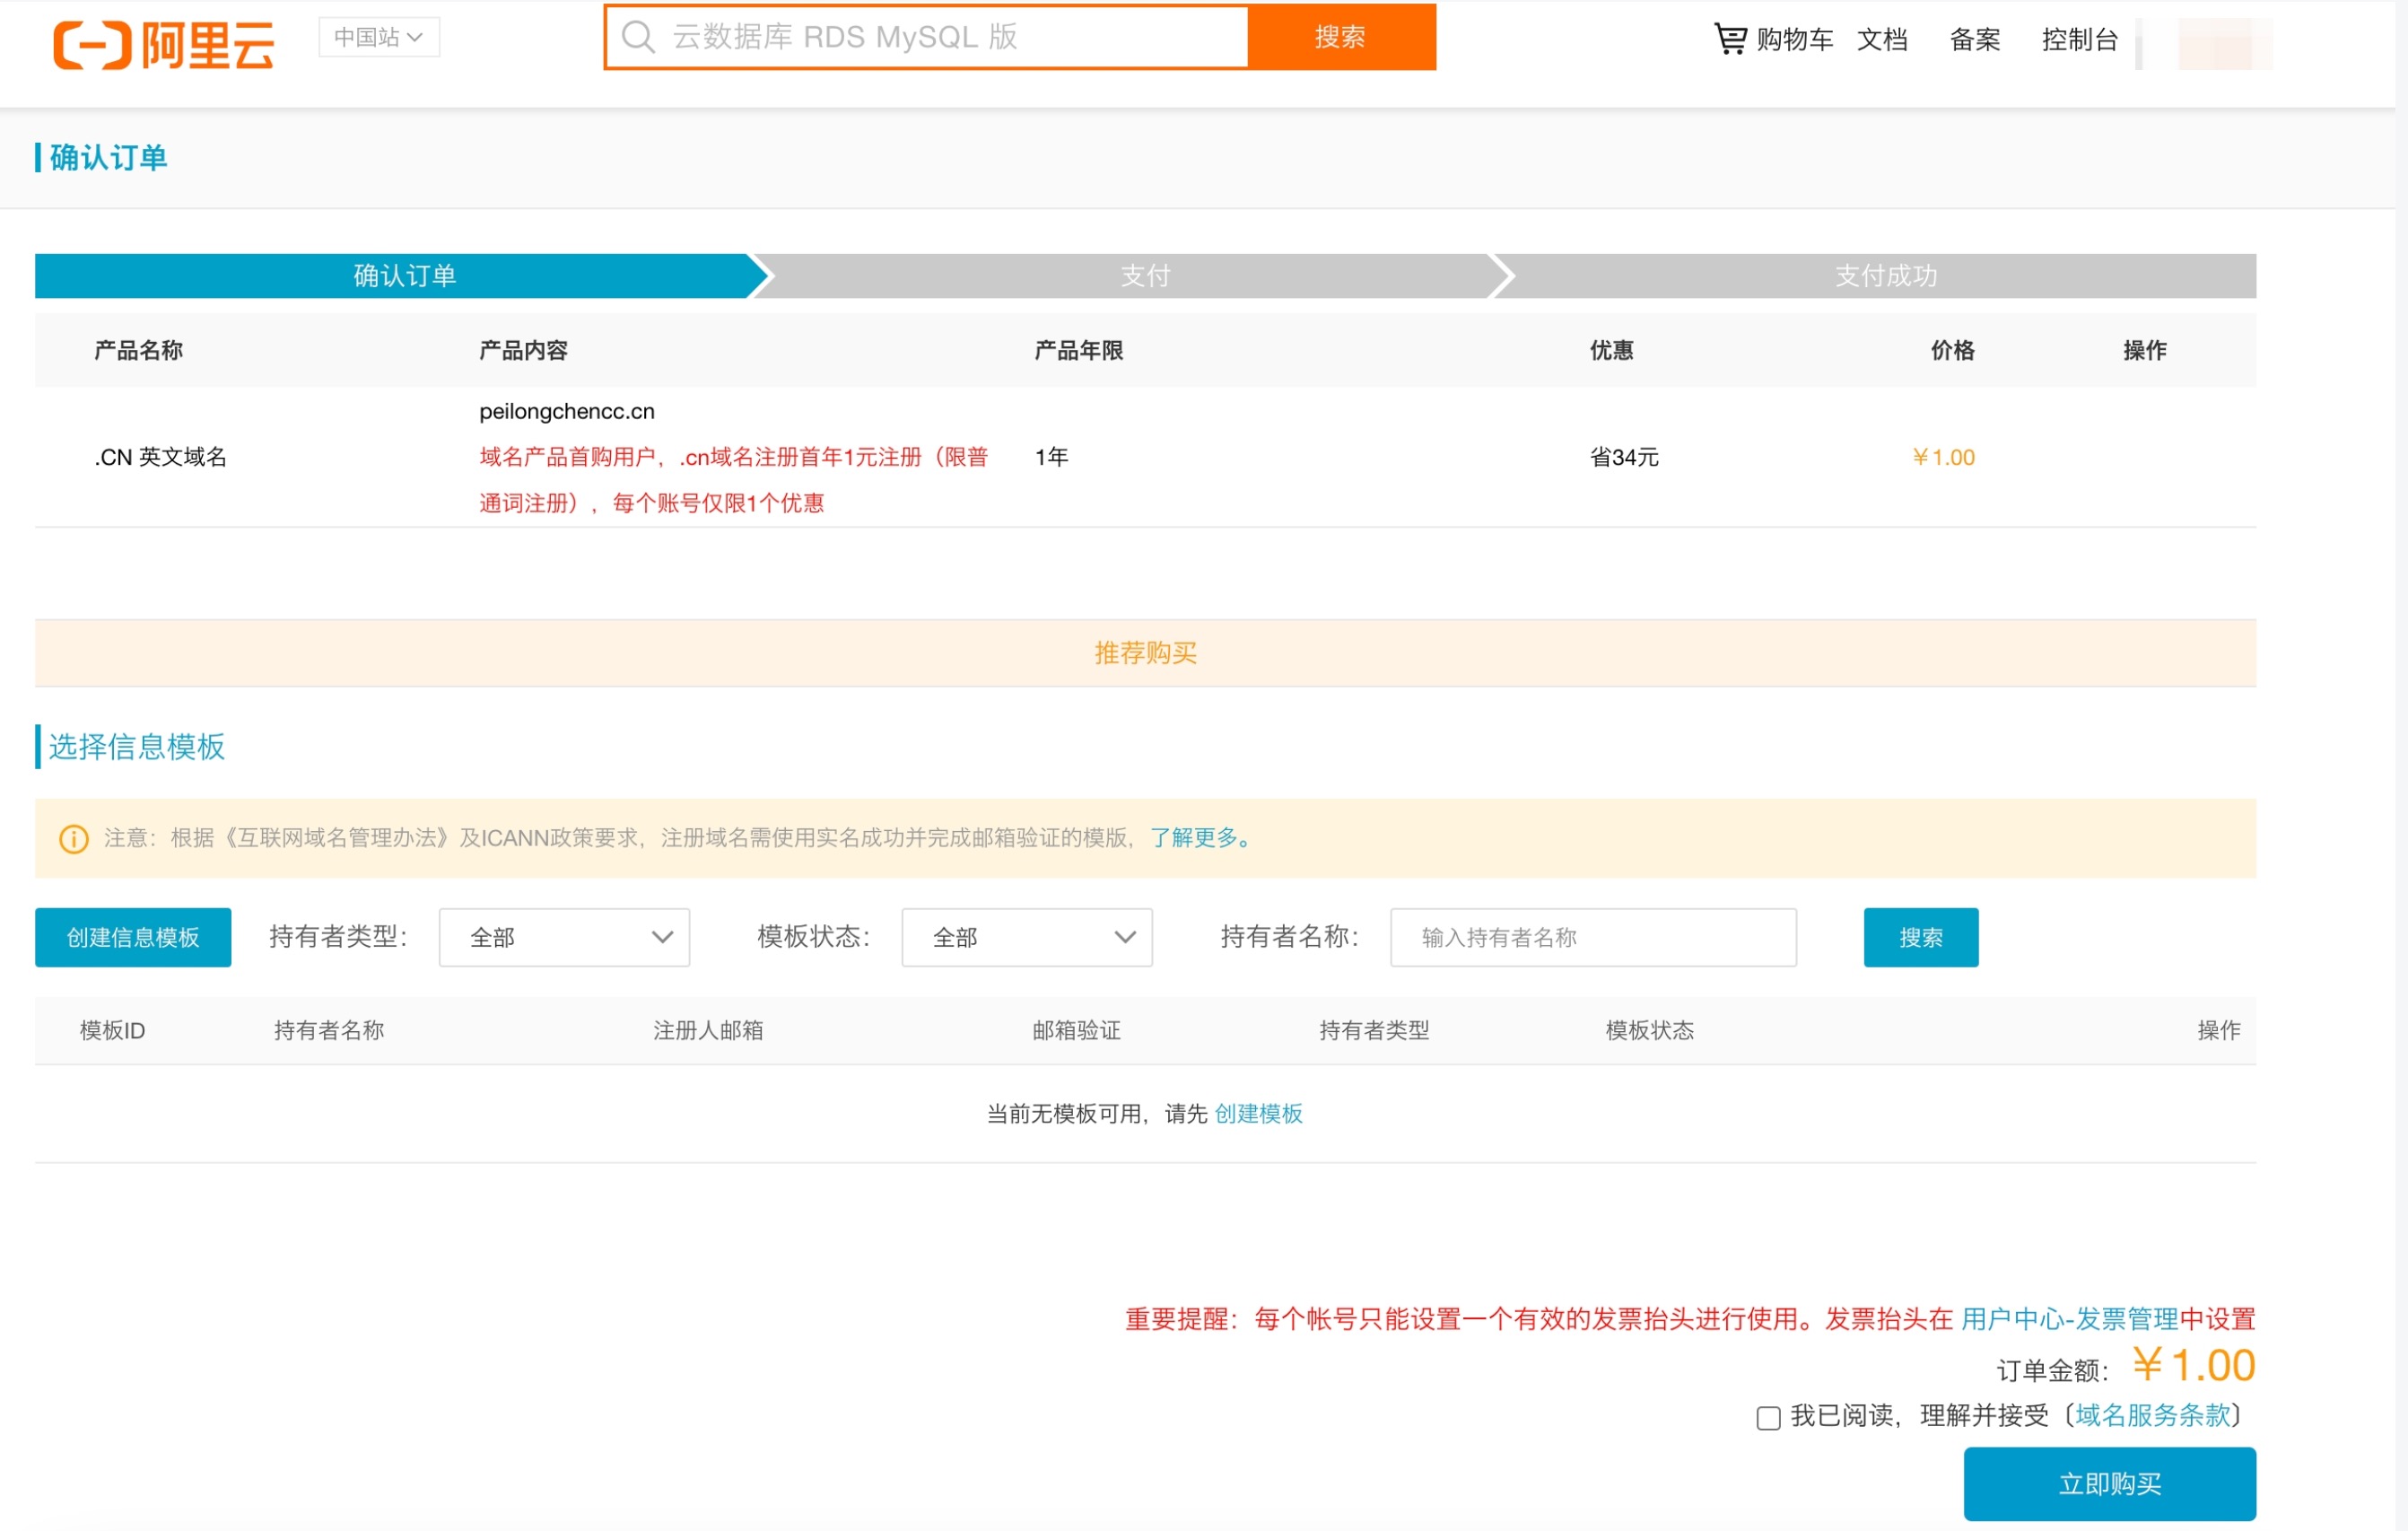 阿里云
中国站
云数据库 RDS MySQL 版
搜索
购物车 文档 备案 控制台
确认订单
确认订单 支付 支付成功
产品名称 产品内容 产品年限 优惠 价格 操作
peilongchencc.cn
.CN 英文域名 域名产品首购用户，.cn域名注册首年1元注册（限普 1年 省34元 ￥1.00
通词注册），每个账号仅限1个优惠
推荐购买
选择信息模板
注意：根据《互联网域名管理办法》及ICANN政策要求，注册域名需使用实名成功并完成邮箱验证的模版，了解更多。
创建信息模板 持有者类型： 全部 模板状态： 全部 持有者名称： 输入持有者名称 搜索
模板ID 持有者名称 注册人邮箱 邮箱验证 持有者类型 模板状态 操作
当前无模板可用，请先 创建模板
重要提醒：每个帐号只能设置一个有效的发票抬头进行使用。发票抬头在 用户中心-发票管理中设置
订单金额：￥1.00
我已阅读，理解并接受〔域名服务条款〕
立即购买